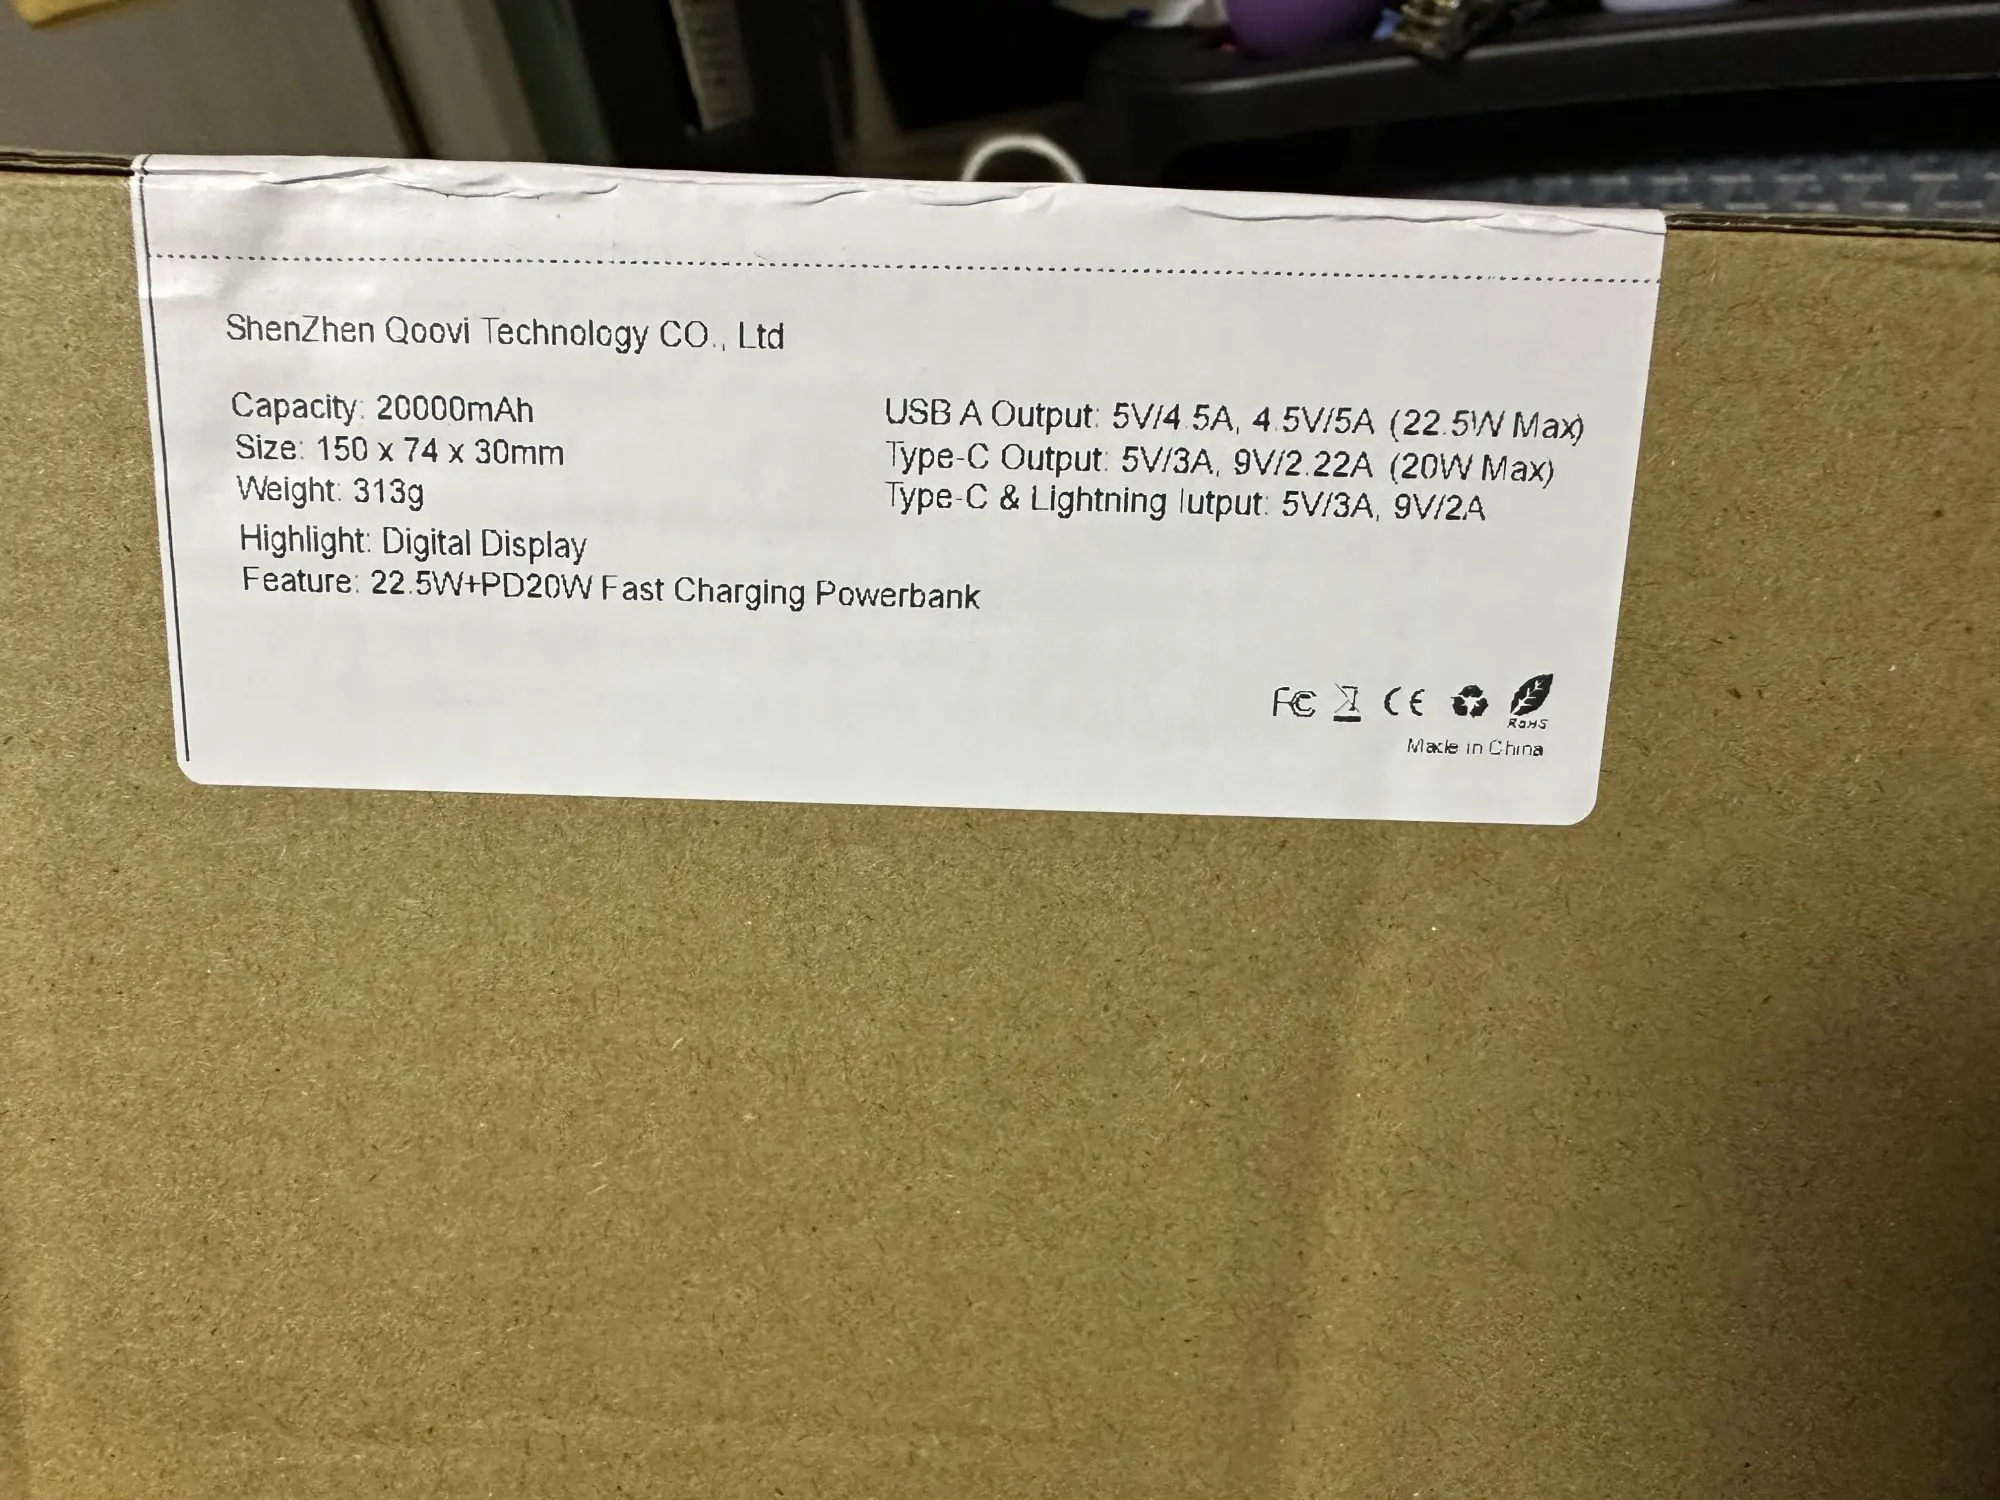 ShenZhen Qoovi Technology CO., Ltd
Capacity: 20000mAh
Size: 150 x 74 x 30mm
Weight: 313g
Highlight: Digital Display
Feature: 22.5W+PD20W Fast Charging Powerbank
USB A Output: 5V/4.5A, 4.5V/5A (22.5W Max)
Type-C Output: 5V/3A, 9V/2.22A (20W Max)
Type-C & Lightning Iutput: 5V/3A, 9V/2A
FC CE
RoHS
Made in China